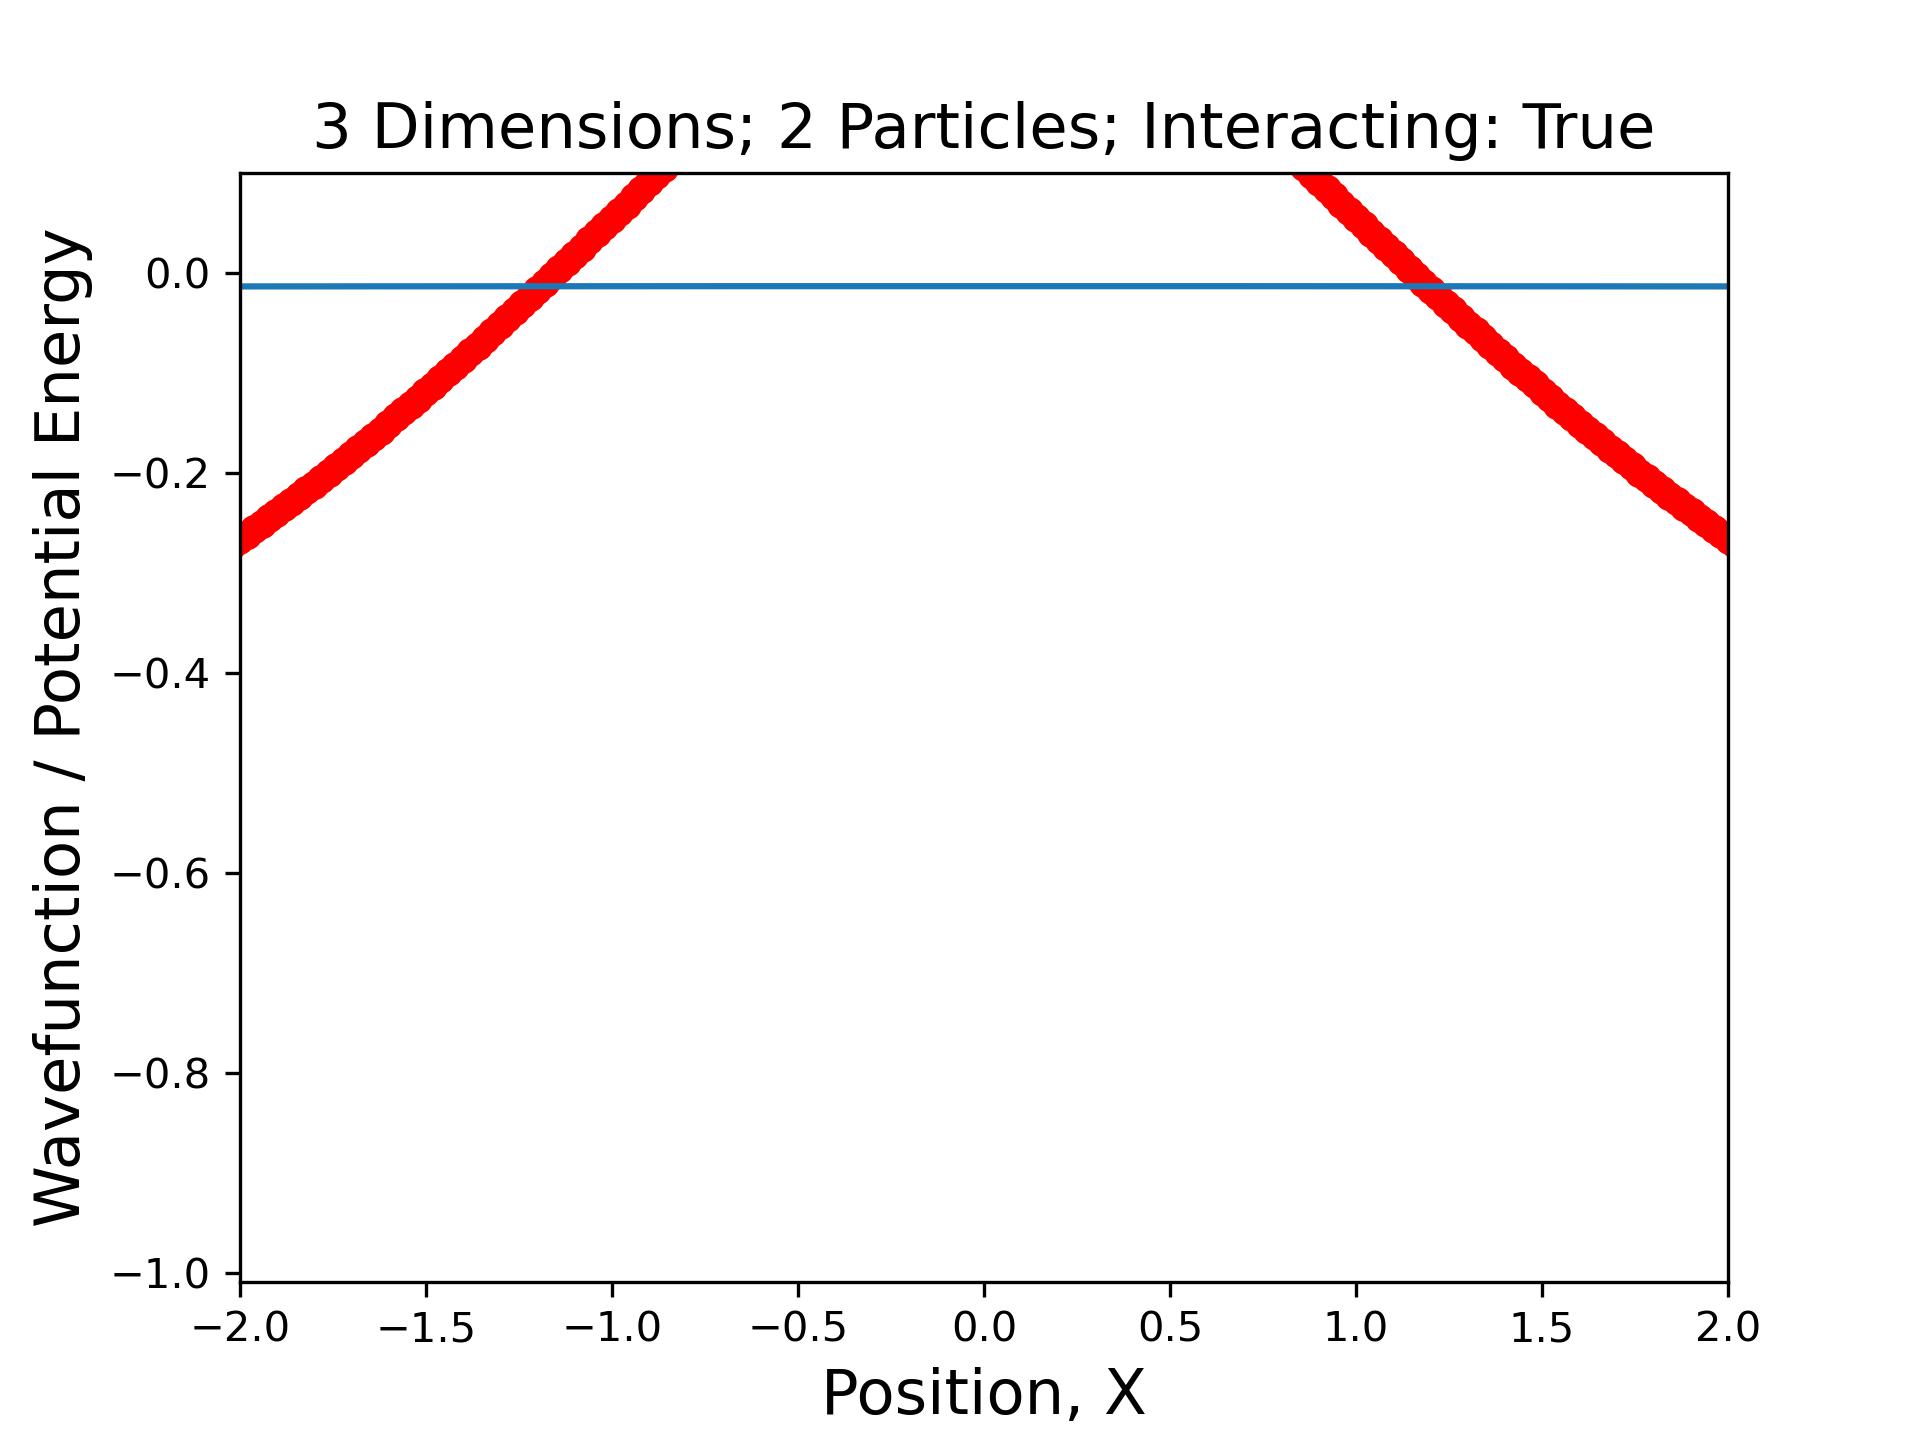 3 Dimensions; 2 Particles; Interacting: True
Wavefunction / Potential Energy
0.0
−0.2
−0.4
−0.6
−0.8
−1.0
−2.0 −1.5 −1.0 −0.5 0.0 0.5 1.0 1.5 2.0
Position, X